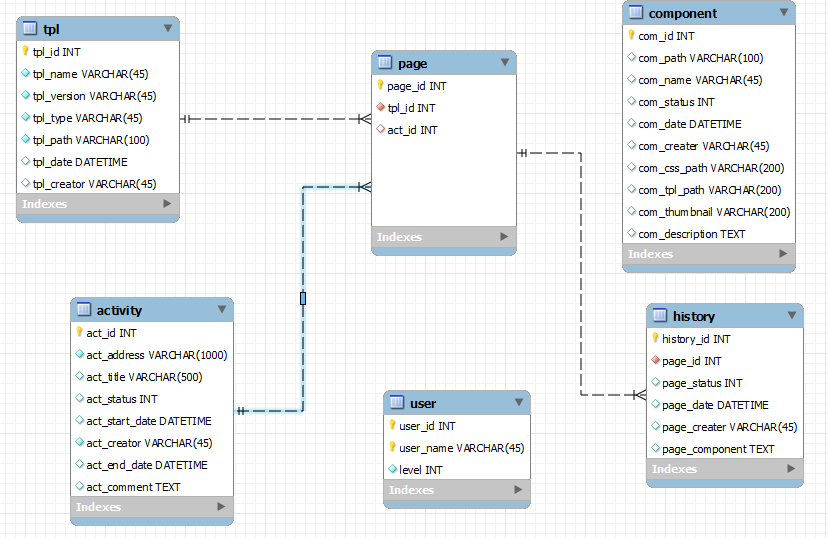 tpl
tpl_id INT
tpl_name VARCHAR(45)
tpl_version VARCHAR(45)
tpl_type VARCHAR(45)
tpl_path VARCHAR(100)
tpl_date DATETIME
tpl_creator VARCHAR(45)
Indexes
page
page_id INT
tpl_id INT
act_id INT
Indexes
component
com_id INT
com_path VARCHAR(100)
com_name VARCHAR(45)
com_status INT
com_date DATETIME
com_creater VARCHAR(45)
com_css_path VARCHAR(200)
com_tpl_path VARCHAR(200)
com_thumbnail VARCHAR(200)
com_description TEXT
Indexes
activity
act_id INT
act_address VARCHAR(1000)
act_title VARCHAR(500)
act_status INT
act_start_date DATETIME
act_creator VARCHAR(45)
act_end_date DATETIME
act_comment TEXT
Indexes
user
user_id INT
user_name VARCHAR(45)
level INT
Indexes
history
history_id INT
page_id INT
page_status INT
page_date DATETIME
page_creater VARCHAR(45)
page_component TEXT
Indexes